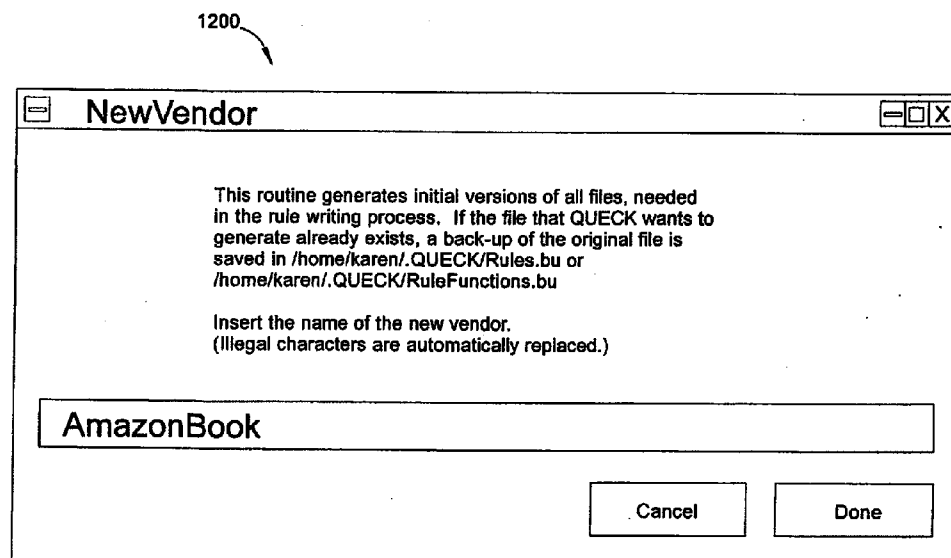 1200
NewVendor
This routine generates initial versions of all files, needed
in the rule writing process. If the file that QUECK wants to
generate already exists, a back-up of the original file is
saved in /home/karen/.QUECK/Rules.bu or
/home/karen/.QUECK/RuleFunctions.bu
Insert the name of the new vendor.
(Illegal characters are automatically replaced.)
AmazonBook
Cancel
Done